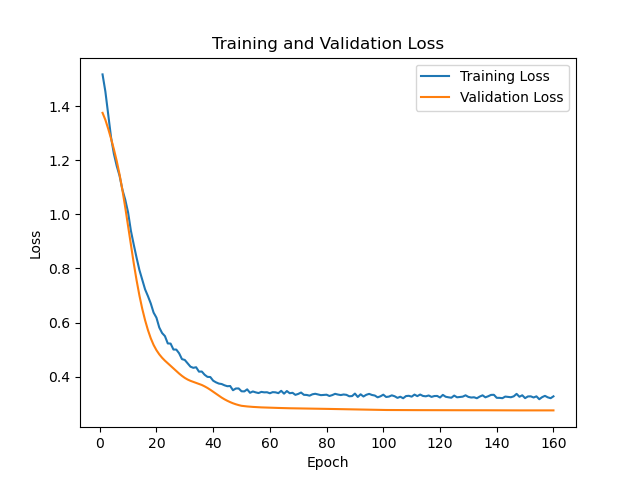 Training and Validation Loss
Training Loss
Validation Loss
Loss
1.4
1.2
1.0
0.8
0.6
0.4
0 20 40 60 80 100 120 140 160
Epoch